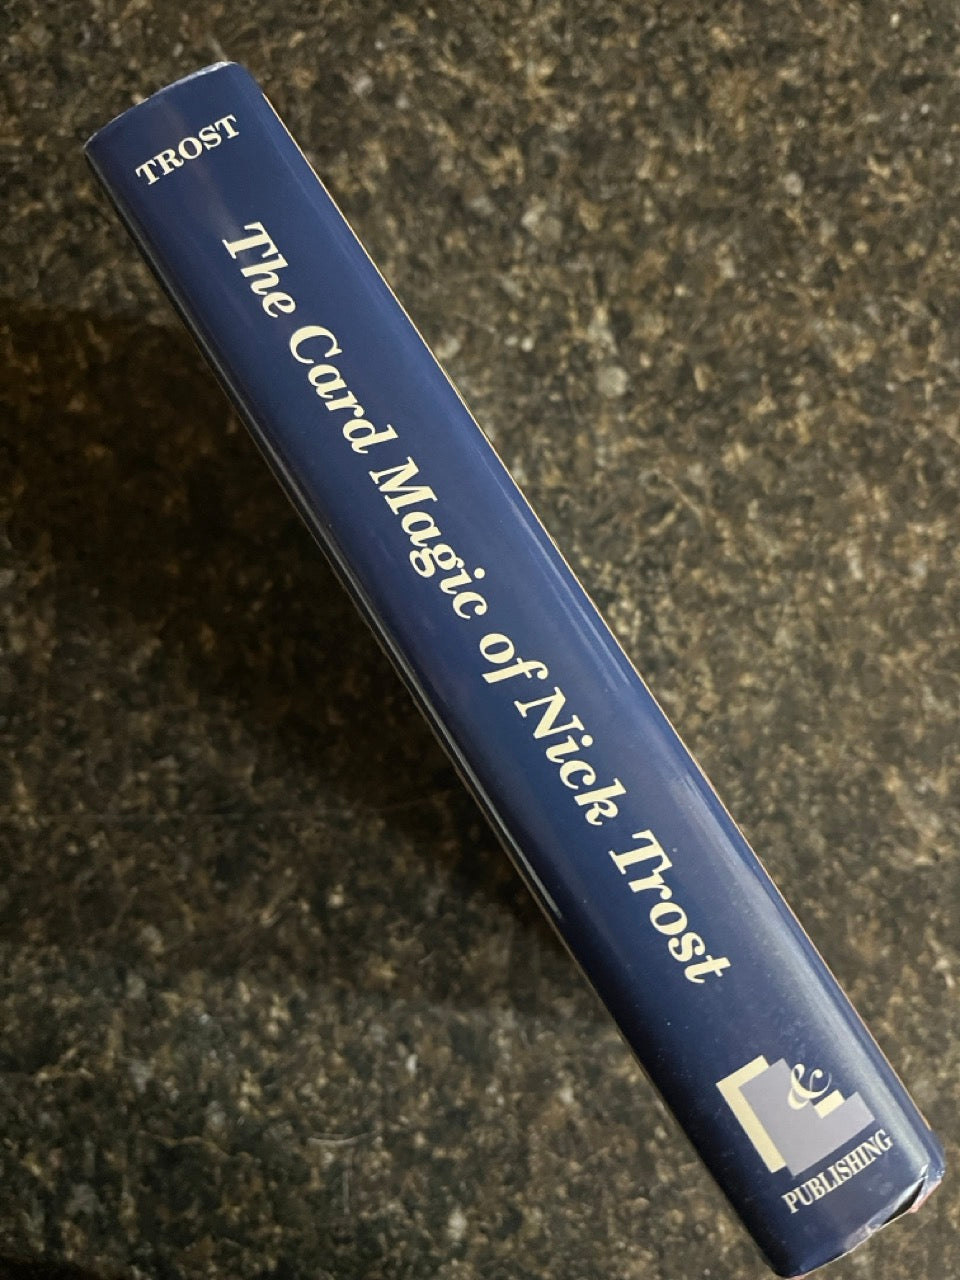 TROST
The Card Magic of Nick Trost
L&L
PUBLISHING